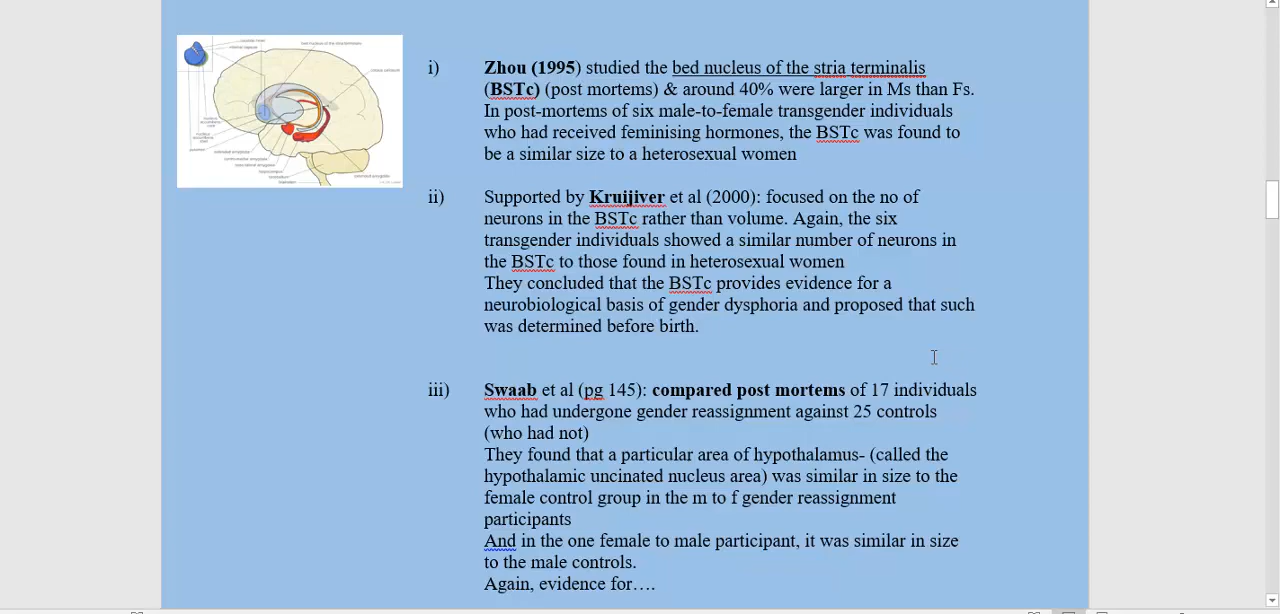 i) Zhou (1995) studied the bed nucleus of the stria terminalis
(BSTc) (post mortems) & around 40% were larger in Ms than Fs.
In post-mortems of six male-to-female transgender individuals
who had received feminising hormones, the BSTc was found to
be a similar size to a heterosexual women
ii) Supported by Kruijiver et al (2000): focused on the no of
neurons in the BSTc rather than volume. Again, the six
transgender individuals showed a similar number of neurons in
the BSTc to those found in heterosexual women
They concluded that the BSTc provides evidence for a
neurobiological basis of gender dysphoria and proposed that such
was determined before birth.
iii) Swaab et al (pg 145): compared post mortems of 17 individuals
who had undergone gender reassignment against 25 controls
(who had not)
They found that a particular area of hypothalamus- (called the
hypothalamic uncinated nucleus area) was similar in size to the
female control group in the m to f gender reassignment
participants
And in the one female to male participant, it was similar in size
to the male controls.
Again, evidence for….